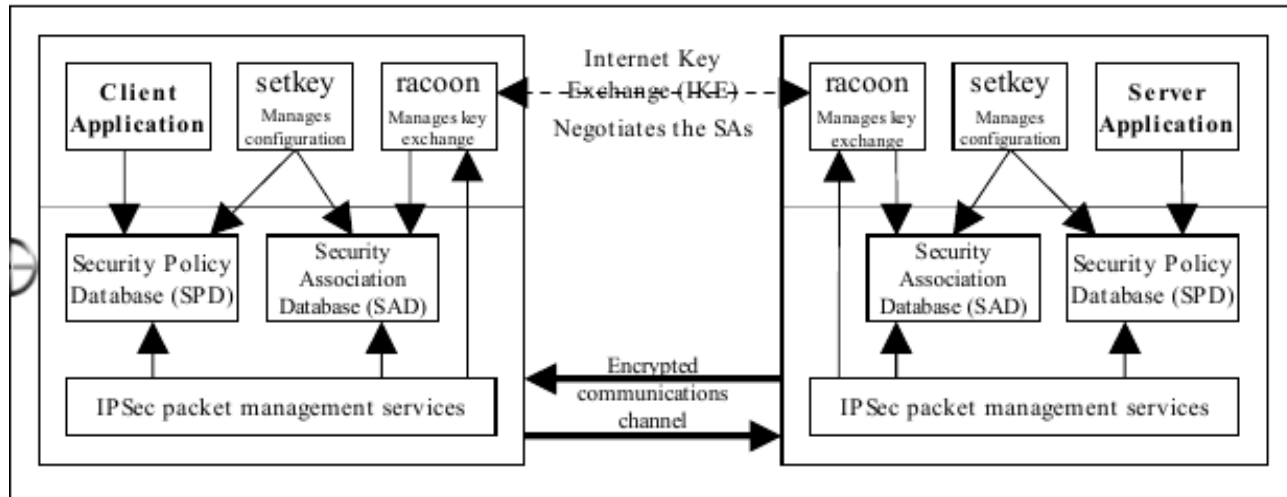 Client
Application
setkey
Manages
configuration
racoon
Manages key
exchange
Internet Key
Exchange (IKE)
Negotiates the SAs
racoon
Manages key
exchange
setkey
Manages
configuration
Server
Application
Security Policy
Database (SPD)
Security
Association
Database (SAD)
Security
Association
Database (SAD)
Security Policy
Database (SPD)
IPSec packet management services
Encrypted
communications
channel
IPSec packet management services